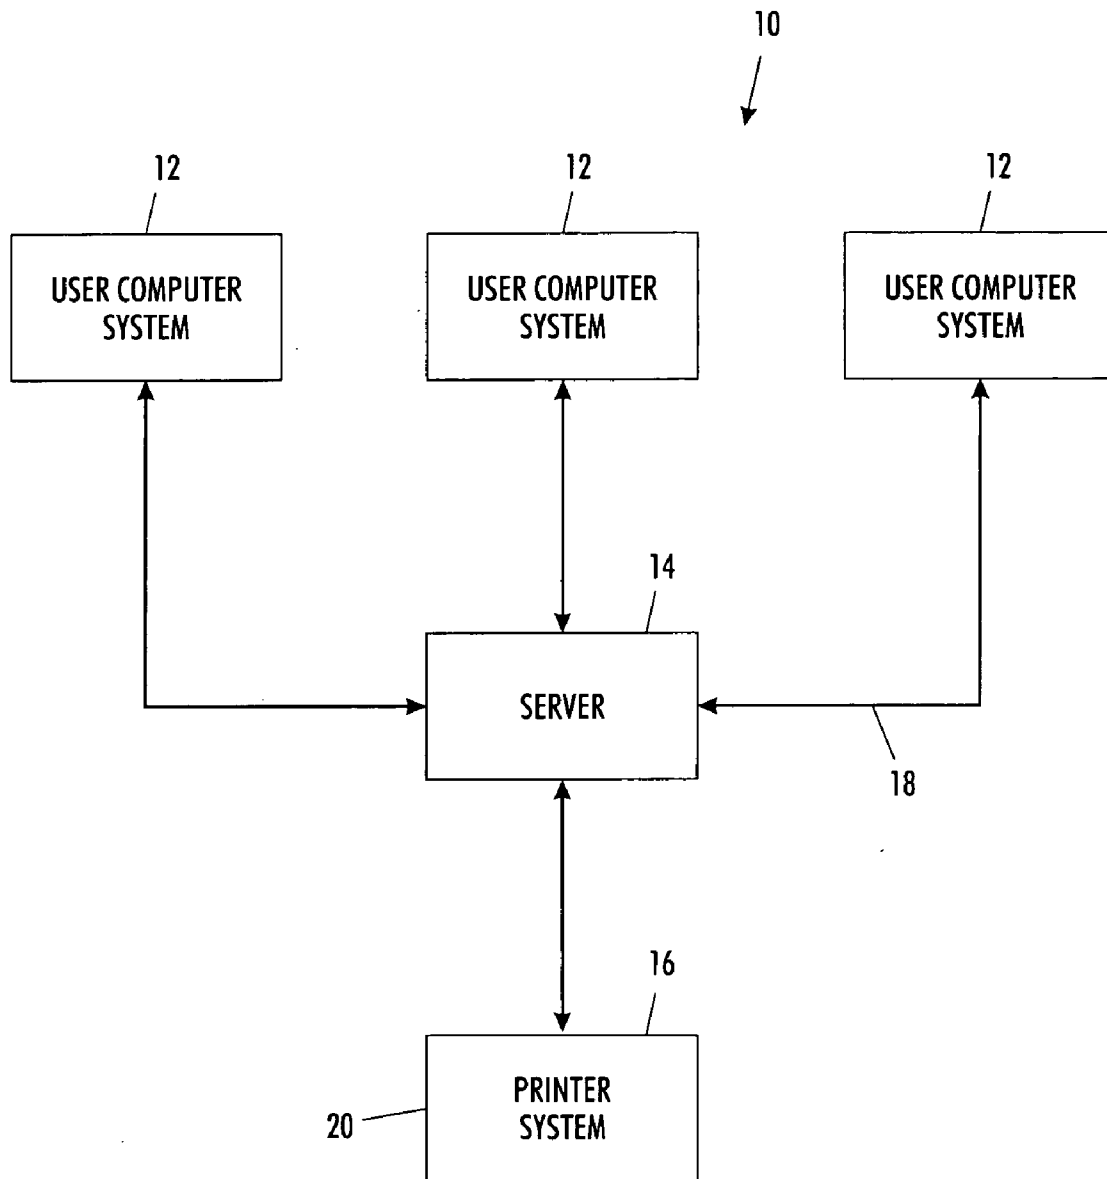 10
12
12
12
USER COMPUTER
SYSTEM
USER COMPUTER
SYSTEM
USER COMPUTER
SYSTEM
14
SERVER
18
16
PRINTER
SYSTEM
20